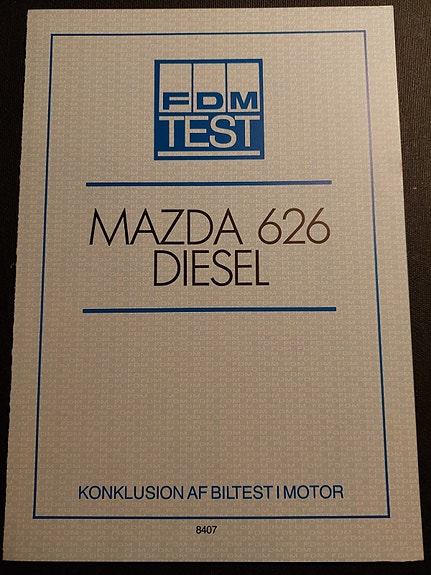 FDM
TEST
MAZDA 626
DIESEL
KONKLUSION AF BILTEST I MOTOR
8407